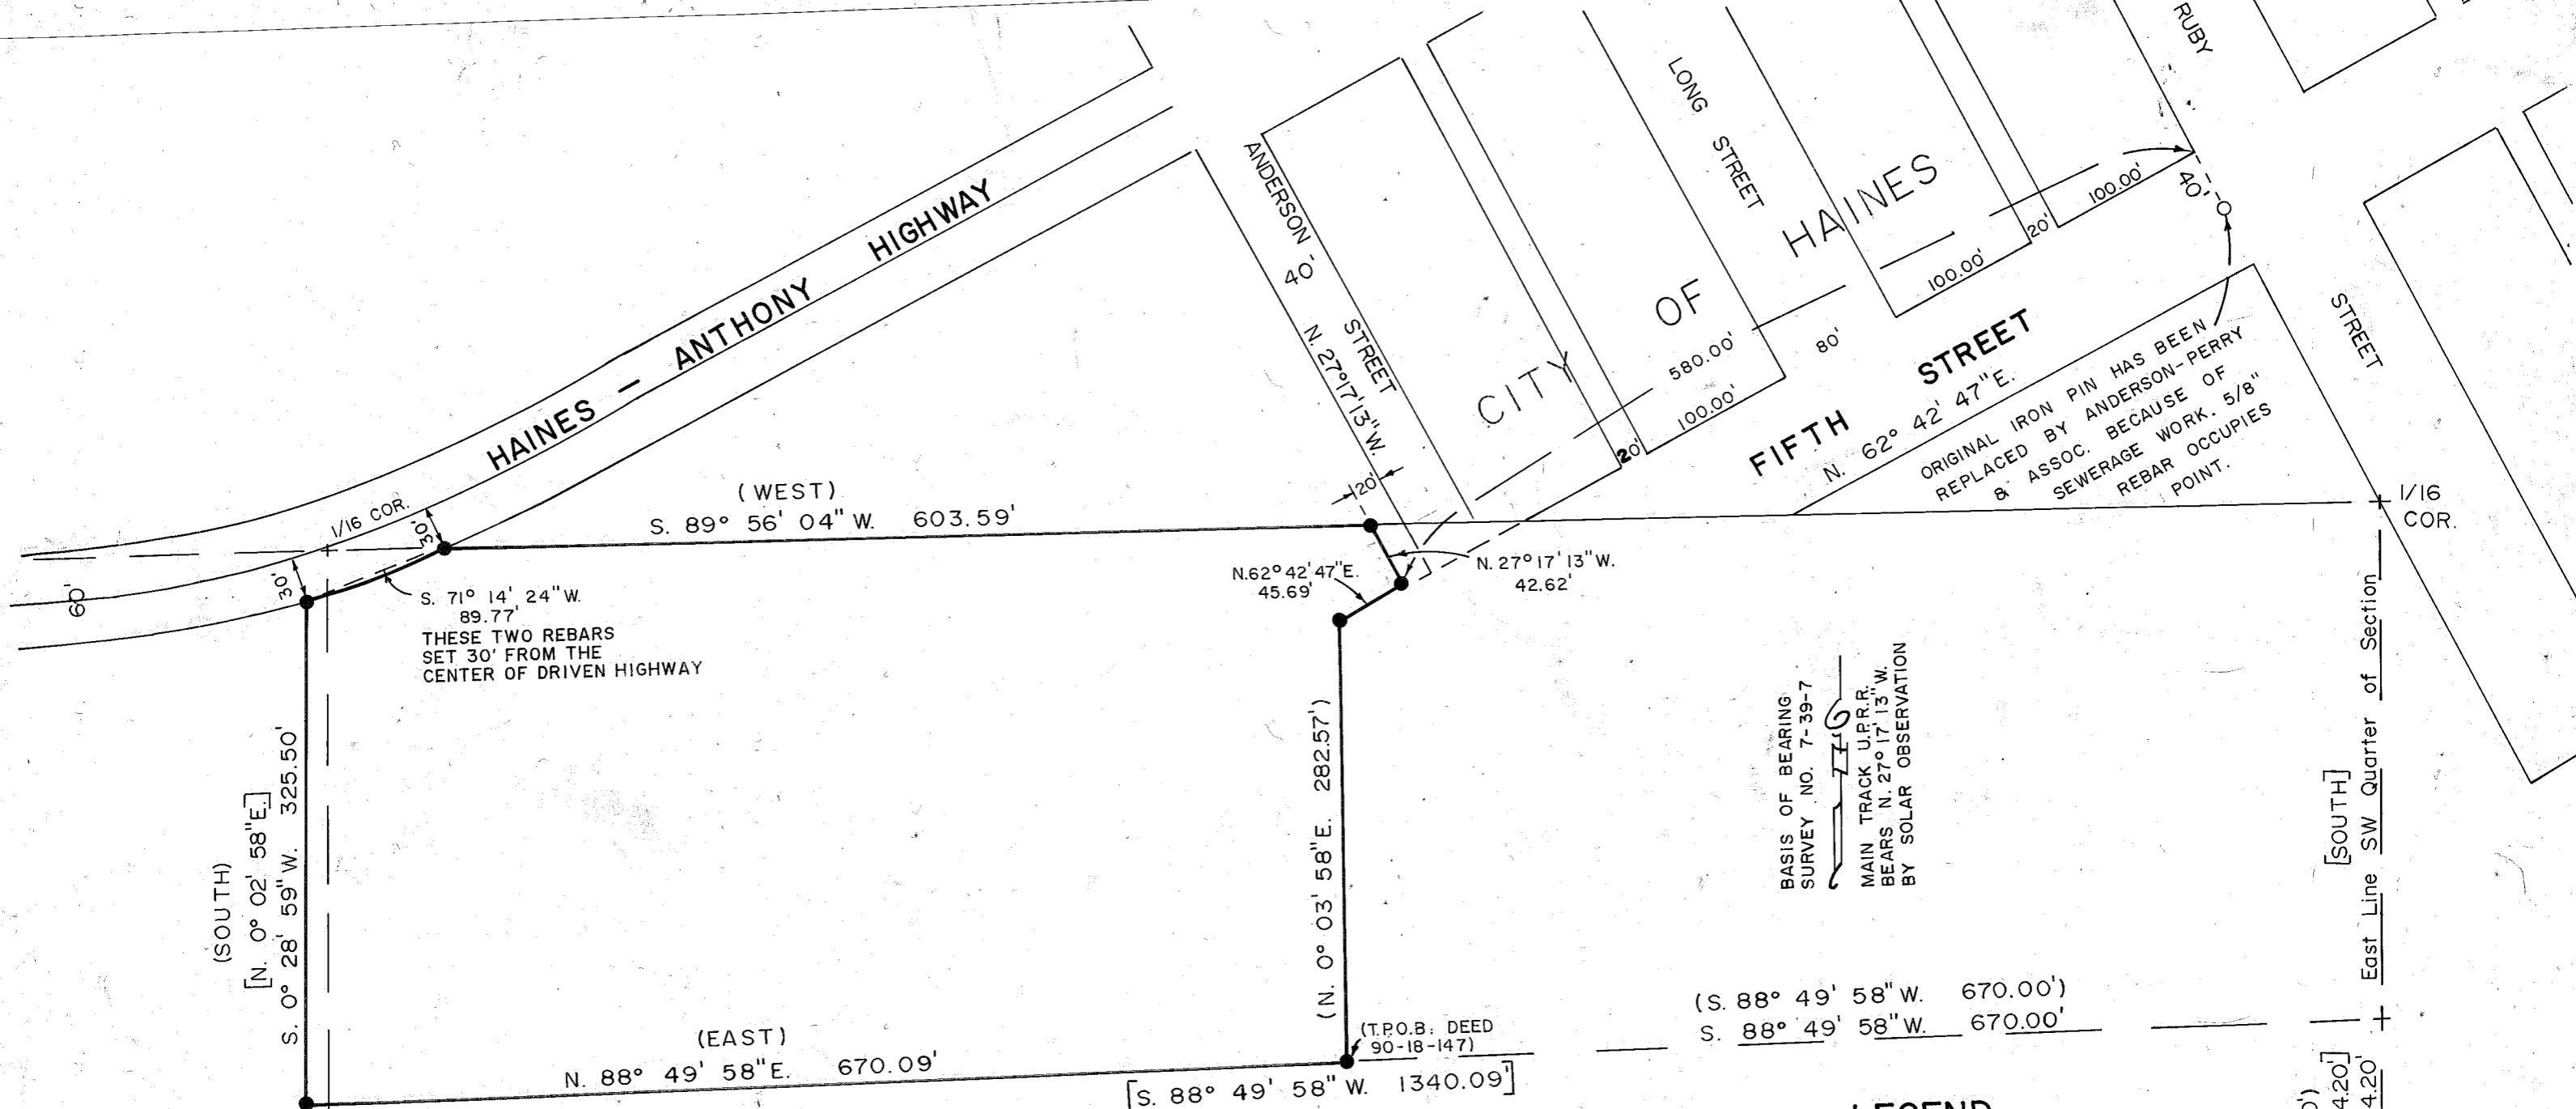 RUBY
STREET
LONG STREET
ANDERSON STREET
40'
N. 27°17'13"W.
HAINES - ANTHONY HIGHWAY
CITY OF HAINES
100.00'
40'
20'
100.00'
80'
580.00'
100.00'
20'
FIFTH STREET
N. 62° 42' 47"E.
ORIGINAL IRON PIN HAS BEEN
REPLACED BY ANDERSON-PERRY
& ASSOC. BECAUSE OF
SEWERAGE WORK. 5/8"
REBAR OCCUPIES
POINT.
1/16
COR.
1/16 COR.
30'
30'
60'
(WEST)
S. 89° 56' 04" W. 603.59'
20'
N. 27° 17' 13"W.
42.62'
N.62° 42' 47"E.
45.69'
S. 71° 14' 24"W.
89.77'
THESE TWO REBARS
SET 30' FROM THE
CENTER OF DRIVEN HIGHWAY
(SOUTH)
[N. 0° 02' 58"E.]
S. 0° 28' 59"W. 325.50'
(N. 0° 03' 58"E. 282.57')
BASIS OF BEARING
SURVEY NO. 7-39-7
MAIN TRACK U.P.R.R.
BEARS N. 27° 17' 13"W.
BY SOLAR OBSERVATION
[SOUTH]
East Line SW Quarter of Section
(S. 88° 49' 58"W. 670.00')
S. 88° 49' 58"W. 670.00'
(T.P.O.B. DEED
90-18-147)
(EAST)
N. 88° 49' 58"E. 670.09'
[S. 88° 49' 58"W. 1340.09']
LEGEND
0')
4.20']
4.20'